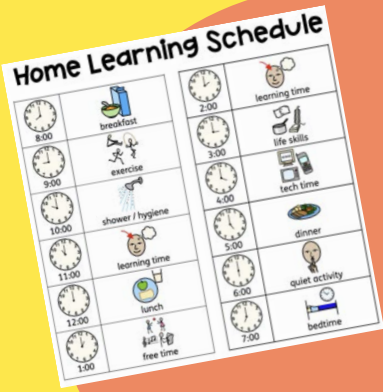 Home Learning Schedule
8:00 breakfast
9:00 exercise
10:00 shower / hygiene
11:00 learning time
12:00 lunch
1:00 free time
2:00 learning time
3:00 life skills
4:00 tech time
5:00 dinner
6:00 quiet activity
7:00 bedtime